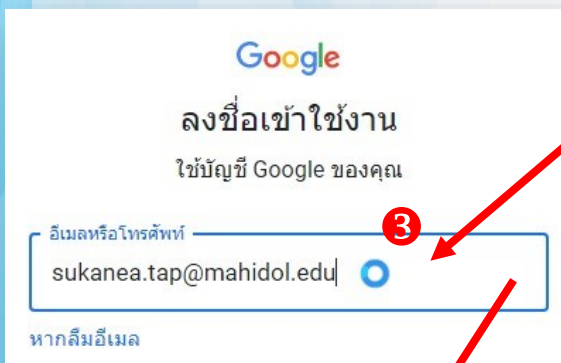 Google
ลงชื่อเข้าใช้งาน
ใช้บัญชี Google ของคุณ
3
อีเมลหรือโทรศัพท์
sukanea.tap@mahidol.edu
หากลืมอีเมล